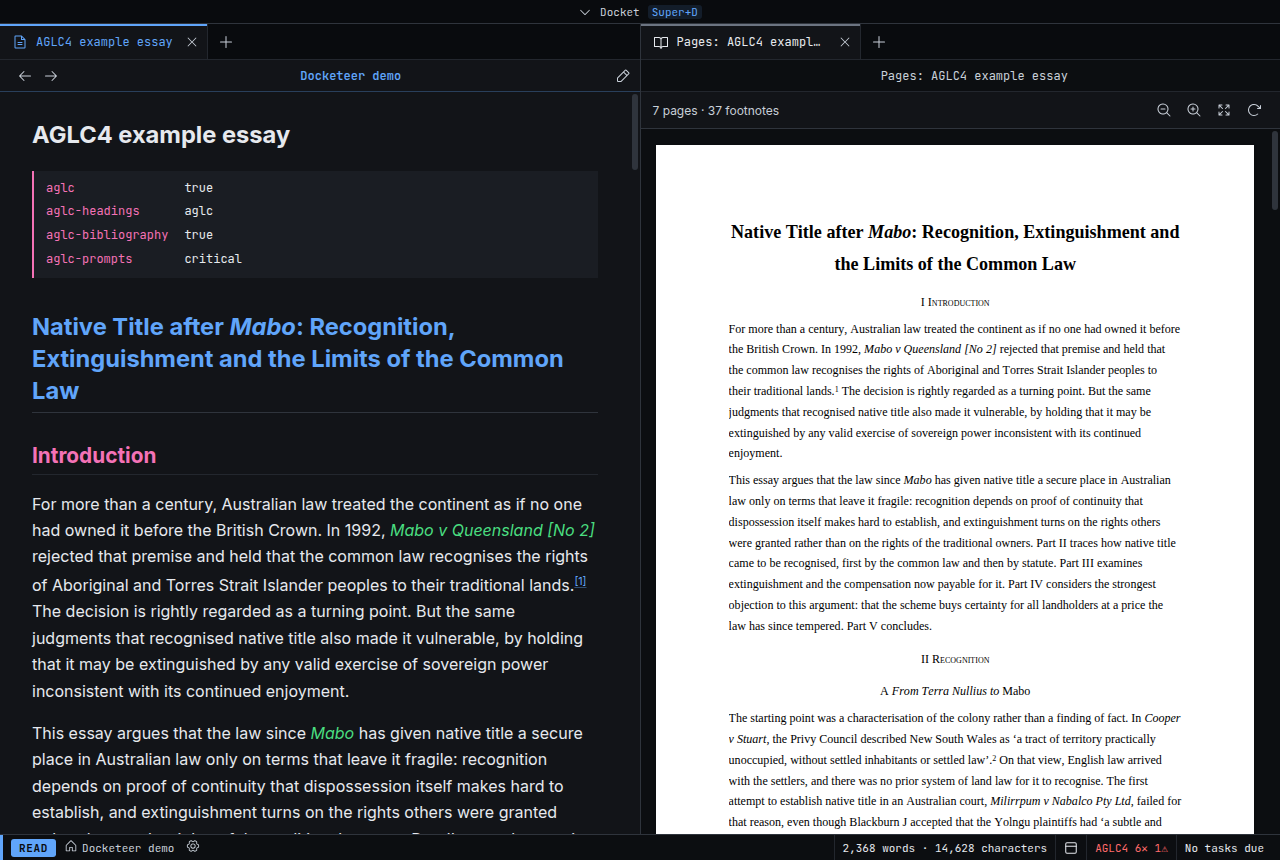 Docket Super+D
AGLC4 example essay
Pages: AGLC4 exampl…
Docketeer demo
Pages: AGLC4 example essay
AGLC4 example essay
aglc true
aglc-headings aglc
aglc-bibliography true
aglc-prompts critical
Native Title after Mabo: Recognition,
Extinguishment and the Limits of the Common
Law
Introduction
For more than a century, Australian law treated the continent as if no one
had owned it before the British Crown. In 1992, Mabo v Queensland [No 2]
rejected that premise and held that the common law recognises the rights
of Aboriginal and Torres Strait Islander peoples to their traditional lands.[1]
The decision is rightly regarded as a turning point. But the same
judgments that recognised native title also made it vulnerable, by holding
that it may be extinguished by any valid exercise of sovereign power
inconsistent with its continued enjoyment.
This essay argues that the law since Mabo has given native title a secure
place in Australian law only on terms that leave it fragile: recognition
depends on proof of continuity that dispossession itself makes hard to
establish, and extinguishment turns on the rights others were granted
7 pages · 37 footnotes
Native Title after Mabo: Recognition, Extinguishment and
the Limits of the Common Law
I Introduction
For more than a century, Australian law treated the continent as if no one had owned it before
the British Crown. In 1992, Mabo v Queensland [No 2] rejected that premise and held that
the common law recognises the rights of Aboriginal and Torres Strait Islander peoples to
their traditional lands.1 The decision is rightly regarded as a turning point. But the same
judgments that recognised native title also made it vulnerable, by holding that it may be
extinguished by any valid exercise of sovereign power inconsistent with its continued
enjoyment.
This essay argues that the law since Mabo has given native title a secure place in Australian
law only on terms that leave it fragile: recognition depends on proof of continuity that
dispossession itself makes hard to establish, and extinguishment turns on the rights others
were granted rather than on the rights of the traditional owners. Part II traces how native title
came to be recognised, first by the common law and then by statute. Part III examines
extinguishment and the compensation now payable for it. Part IV considers the strongest
objection to this argument: that the scheme buys certainty for all landholders at a price the
law has since tempered. Part V concludes.
II Recognition
A From Terra Nullius to Mabo
The starting point was a characterisation of the colony rather than a finding of fact. In Cooper
v Stuart, the Privy Council described New South Wales as ‘a tract of territory practically
unoccupied, without settled inhabitants or settled law’.2 On that view, English law arrived
with the settlers, and there was no prior system of land law for it to recognise. The first
attempt to establish native title in an Australian court, Milirrpum v Nabalco Pty Ltd, failed for
that reason, even though Blackburn J accepted that the Yolngu plaintiffs had ‘a subtle and
READ Docketeer demo
2,368 words · 14,628 characters
AGLC4 6× 1⚠
No tasks due